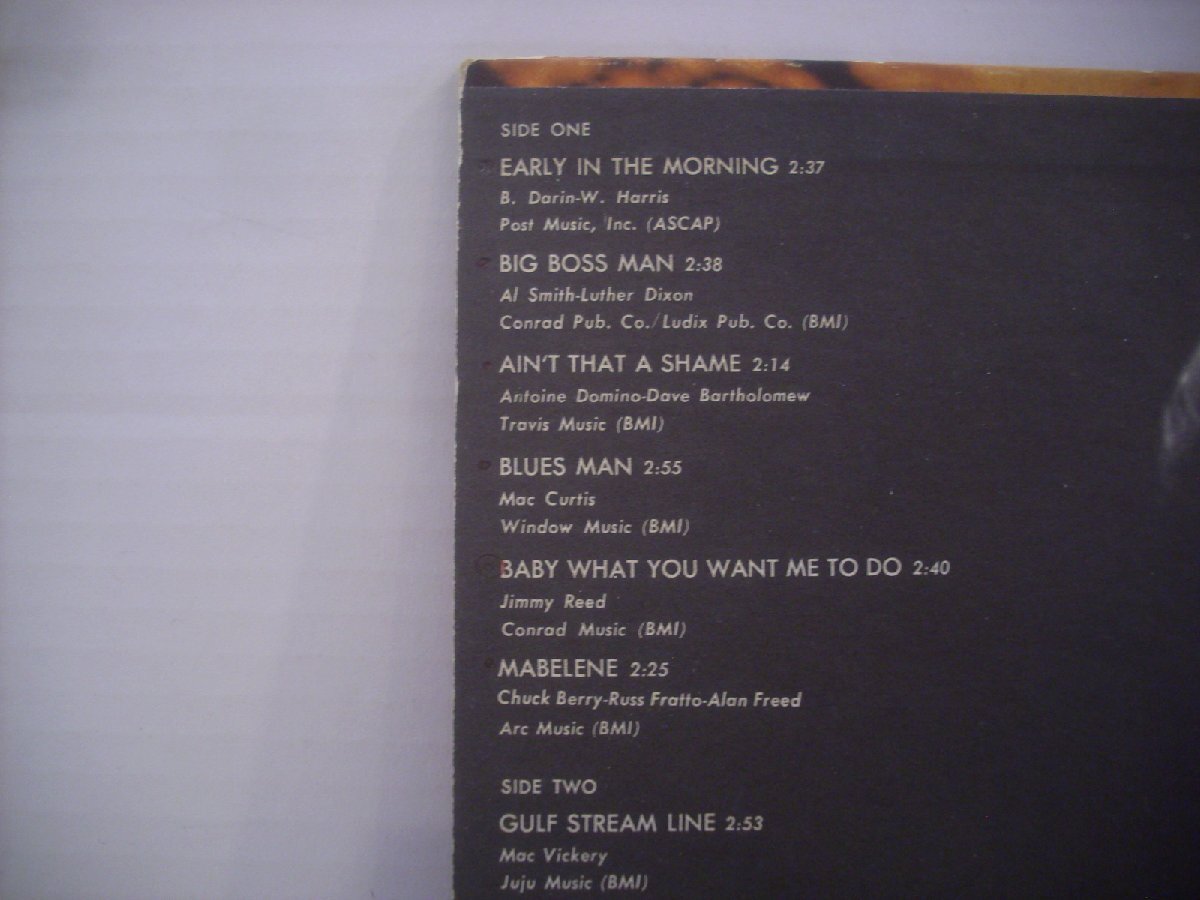 SIDE ONE
EARLY IN THE MORNING 2:37
B. Darin-W. Harris
Post Music, Inc. (ASCAP)
BIG BOSS MAN 2:38
Al Smith-Luther Dixon
Conrad Pub. Co./Ludix Pub. Co. (BMI)
AIN'T THAT A SHAME 2:14
Antoine Domino-Dave Bartholomew
Travis Music (BMI)
BLUES MAN 2:55
Mac Curtis
Window Music (BMI)
BABY WHAT YOU WANT ME TO DO 2:40
Jimmy Reed
Conrad Music (BMI)
MABELENE 2:25
Chuck Berry-Russ Fratto-Alan Freed
Arc Music (BMI)
SIDE TWO
GULF STREAM LINE 2:53
Mac Vickery
Juju Music (BMI)